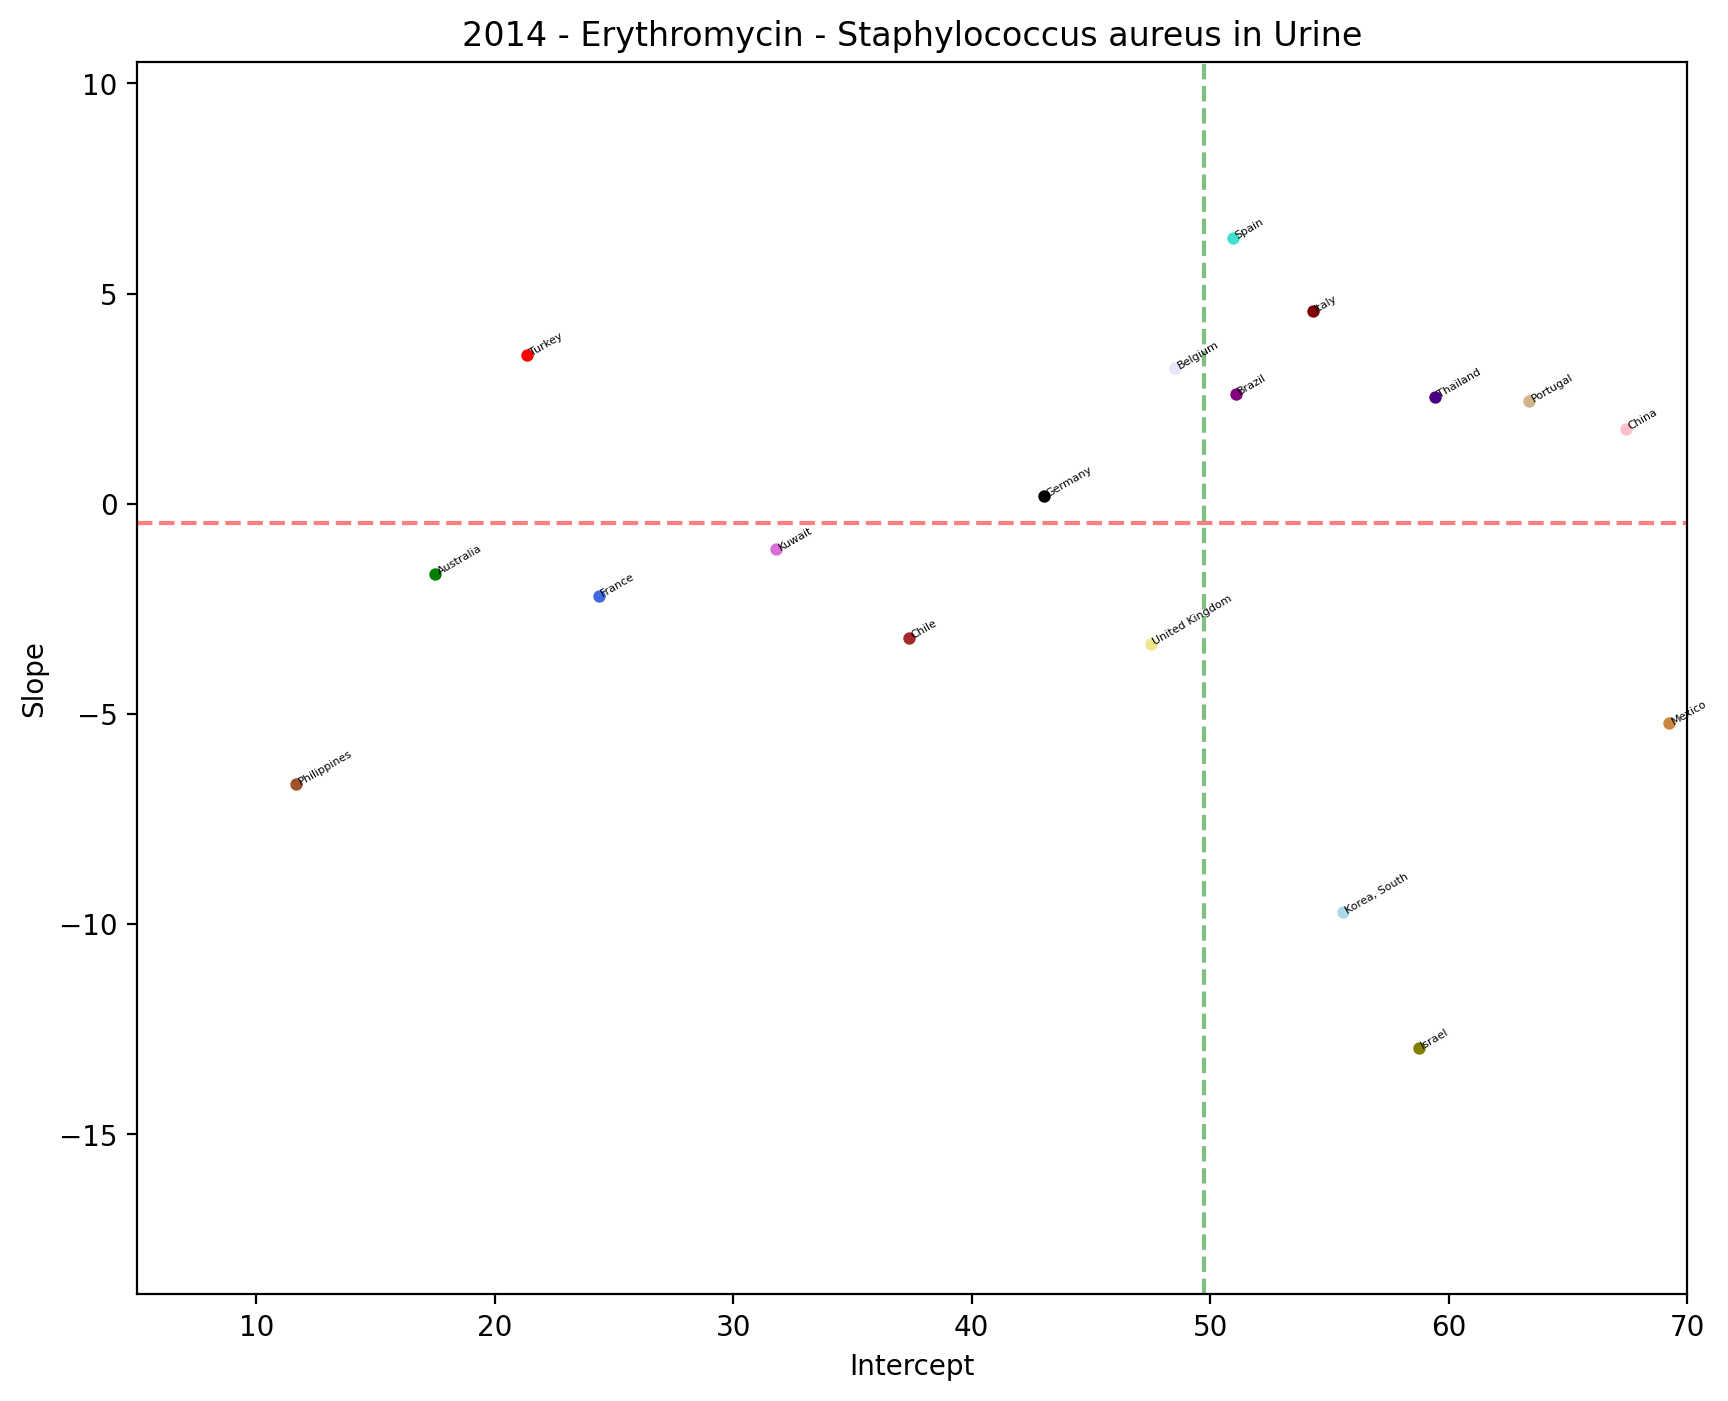 2014 - Erythromycin - Staphylococcus aureus in Urine
10
5
0
−5
−10
−15
Slope
Spain
Italy
Turkey
Belgium
Brazil
Thailand
Portugal
China
Germany
Kuwait
Australia
France
Chile
United Kingdom
Mexico
Philippines
Korea, South
Israel
10
20
30
40
50
60
70
Intercept